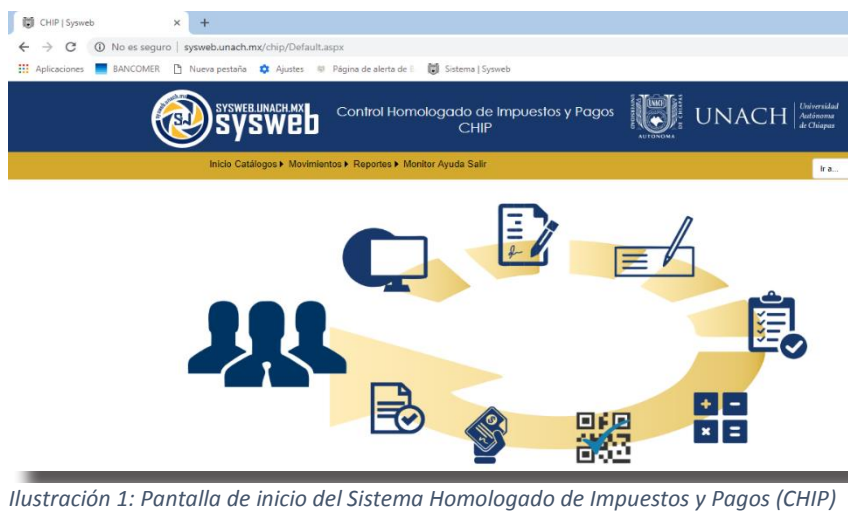 CHIP | Sysweb
No es seguro | sysweb.unach.mx/chip/Default.aspx
Aplicaciones BANCOMER Nueva pestaña Ajustes Página de alerta de Sistema | Sysweb
SYSWEB.UNACH.MX
sysweb
Control Homologado de Impuestos y Pagos
CHIP
UNACH
AUTÓNOMA
UNACH
Universidad
Autónoma
de Chiapas
Inicio Catálogos Movimientos Reportes Monitor Ayuda Salir
Ir a...
Ilustración 1: Pantalla de inicio del Sistema Homologado de Impuestos y Pagos (CHIP)